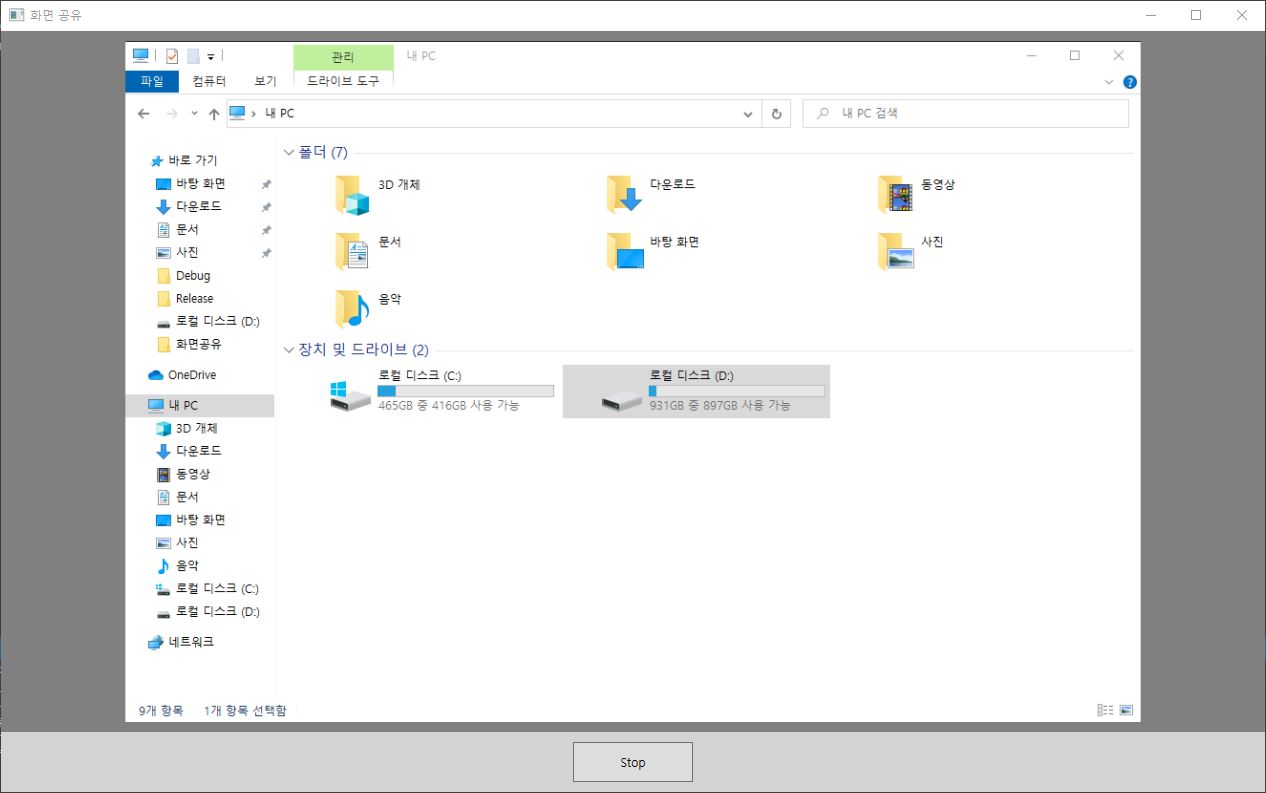 화면 공유
관리
내 PC
파일
컴퓨터
보기
드라이브 도구
내 PC
내 PC 검색
바로 가기
바탕 화면
다운로드
문서
사진
Debug
Release
로컬 디스크 (D:)
화면공유
OneDrive
내 PC
3D 개체
다운로드
동영상
문서
바탕 화면
사진
음악
로컬 디스크 (C:)
로컬 디스크 (D:)
네트워크
폴더 (7)
3D 개체
다운로드
동영상
문서
바탕 화면
사진
음악
장치 및 드라이브 (2)
로컬 디스크 (C:)
465GB 중 416GB 사용 가능
로컬 디스크 (D:)
931GB 중 897GB 사용 가능
9개 항목
1개 항목 선택함
Stop